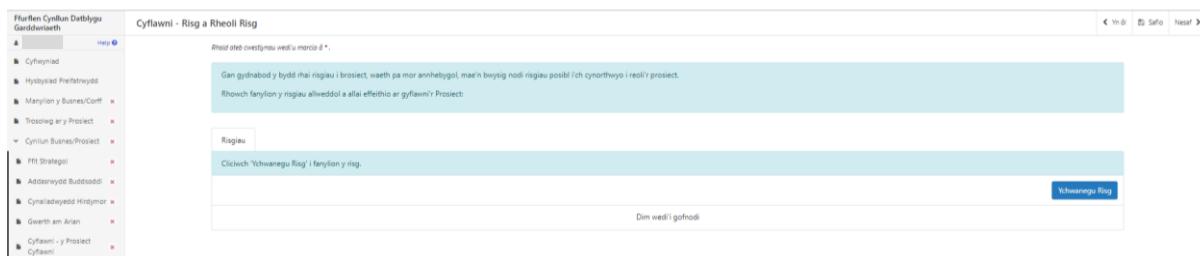 Ffurflen Cynllun Datblygu
Garddwriaeth
Help
Cyflwyniad
Hysbysiad Preifatrwydd
Manylion y Busnes/Corff
Trosolwg ar y Prosiect
Cynllun Busnes/Prosiect
Ffit Strategol
Addasrwydd Buddsoddi
Cynaliadwyedd Hirdymor
Gwerth am Arian
Cyflawni - y Prosiect
Cyflawni
Cyflawni - Risg a Rheoli Risg
Yn ôl
Safio
Nesaf
Rhaid ateb cwestiynau wedi'u marcio â * .
Gan gydnabod y bydd rhai risgiau i brosiect, waeth pa mor annhebygol, mae'n bwysig nodi risgiau posibl i'ch cynorthwyo i reoli'r prosiect.
Rhowch fanylion y risgiau allweddol a allai effeithio ar gyflawni'r Prosiect:
Risgiau
Cliciwch 'Ychwanegu Risg' i fanylion y risg.
Ychwanegu Risg
Dim wedi'i gofnodi